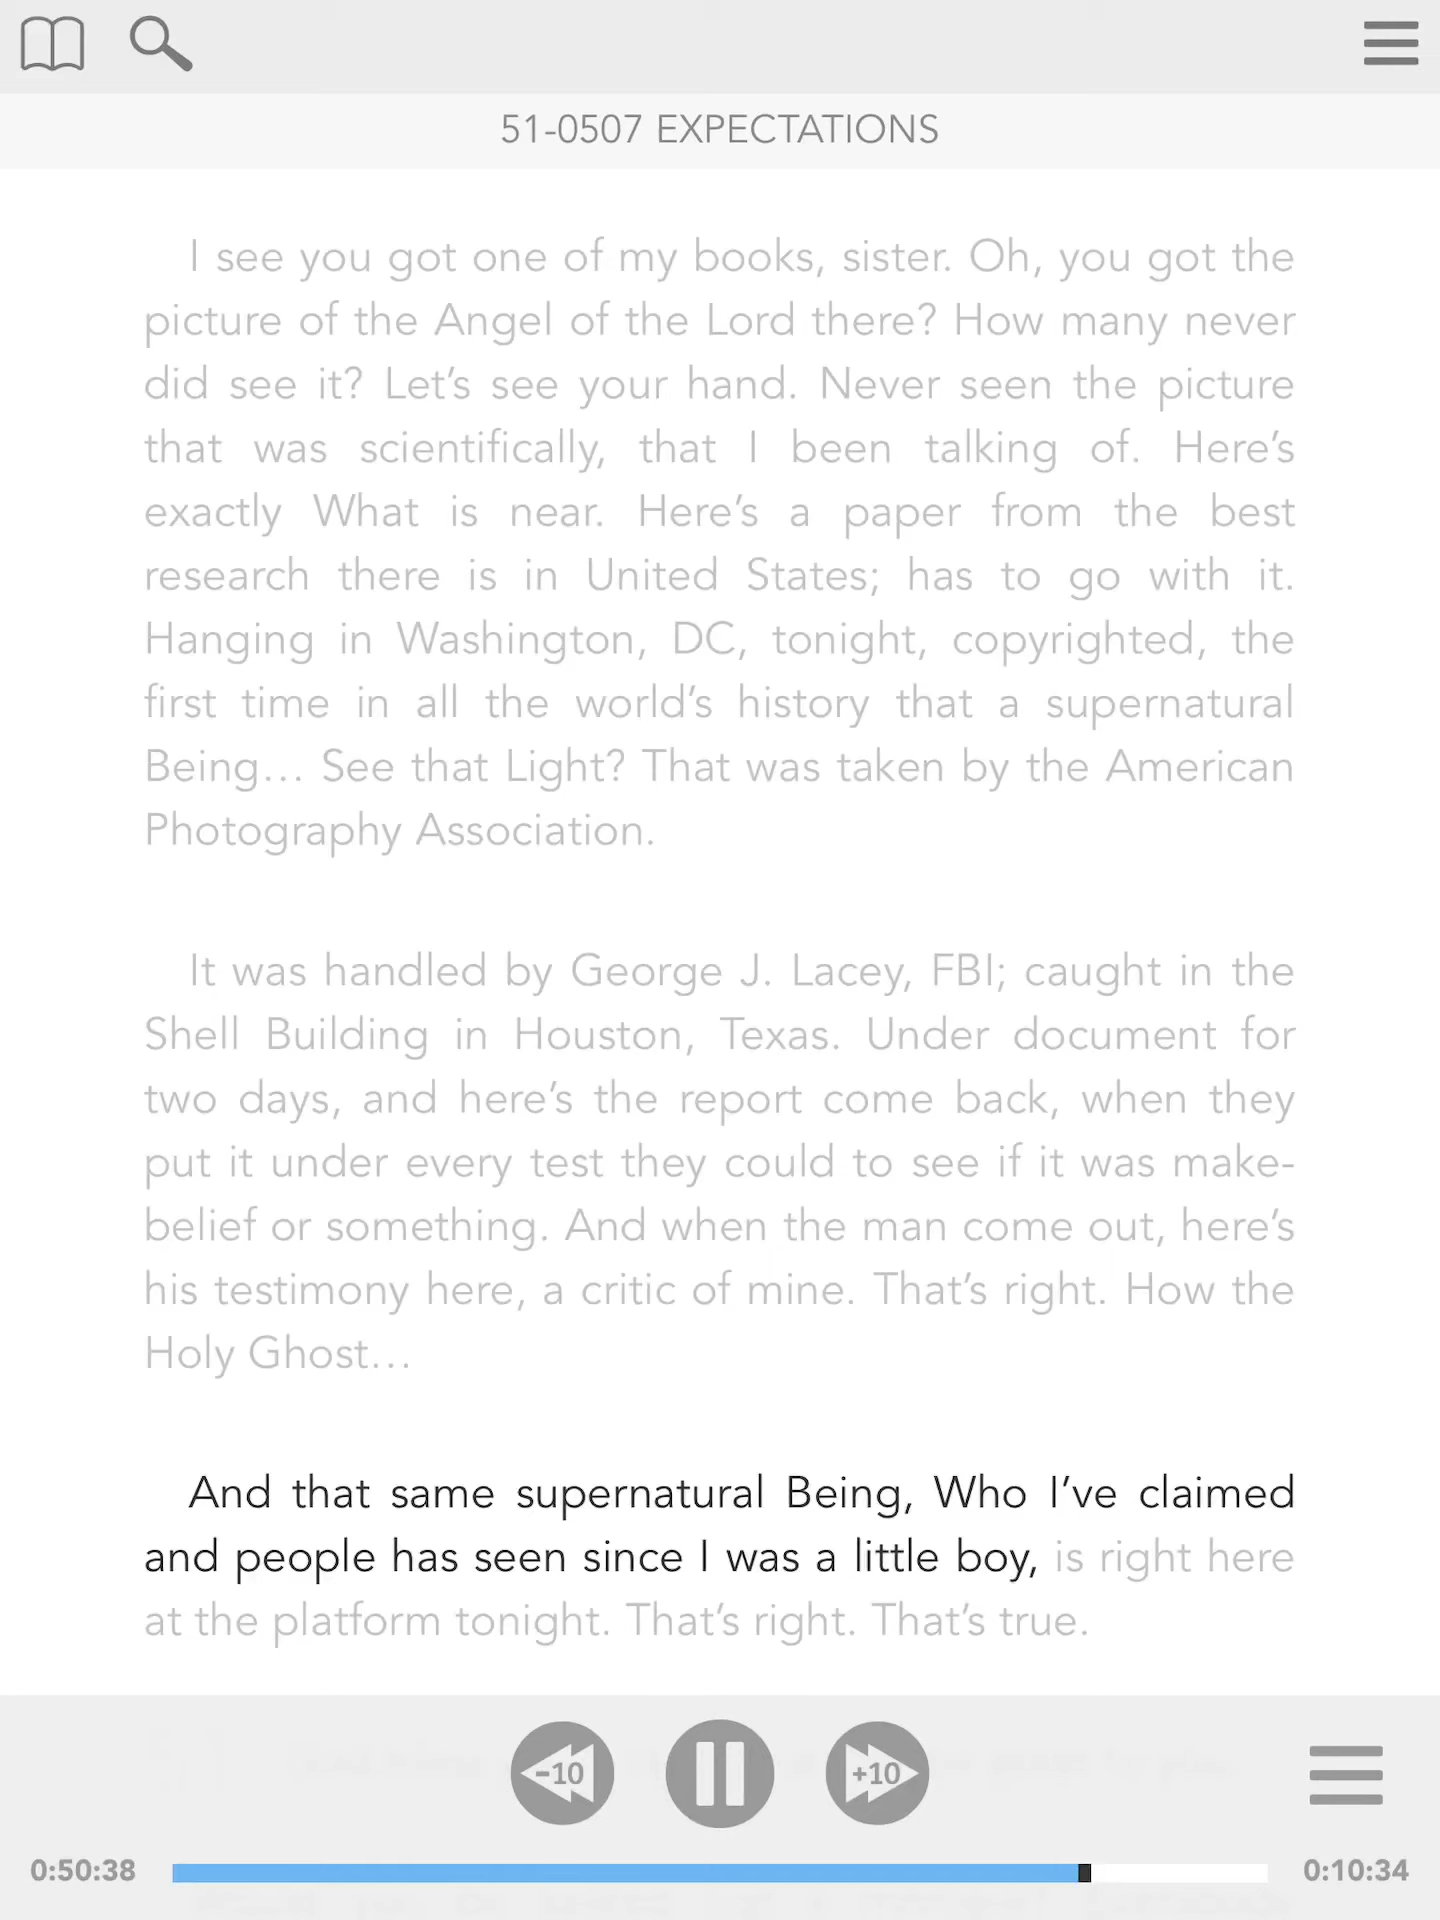 51-0507 EXPECTATIONS
I see you got one of my books, sister. Oh, you got the
picture of the Angel of the Lord there? How many never
did see it? Let’s see your hand. Never seen the picture
that was scientifically, that I been talking of. Here’s
exactly What is near. Here’s a paper from the best
research there is in United States; has to go with it.
Hanging in Washington, DC, tonight, copyrighted, the
first time in all the world’s history that a supernatural
Being… See that Light? That was taken by the American
Photography Association.
It was handled by George J. Lacey, FBI; caught in the
Shell Building in Houston, Texas. Under document for
two days, and here’s the report come back, when they
put it under every test they could to see if it was make-
belief or something. And when the man come out, here’s
his testimony here, a critic of mine. That’s right. How the
Holy Ghost…
And that same supernatural Being, Who I’ve claimed
and people has seen since I was a little boy, is right here
at the platform tonight. That’s right. That’s true.
-10 +10
0:50:38 0:10:34